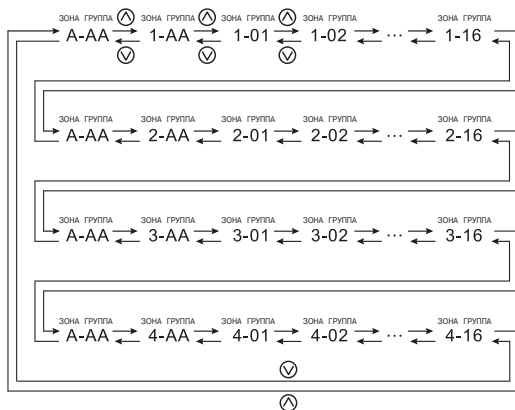 ЗОНА ГРУППА ЗОНА ГРУППА ЗОНА ГРУППА ЗОНА ГРУППА ЗОНА ГРУППА
A-AA 1-AA 1-01 1-02 ... 1-16
ЗОНА ГРУППА ЗОНА ГРУППА ЗОНА ГРУППА ЗОНА ГРУППА ЗОНА ГРУППА
A-AA 2-AA 2-01 2-02 ... 2-16
ЗОНА ГРУППА ЗОНА ГРУППА ЗОНА ГРУППА ЗОНА ГРУППА ЗОНА ГРУППА
A-AA 3-AA 3-01 3-02 ... 3-16
ЗОНА ГРУППА ЗОНА ГРУППА ЗОНА ГРУППА ЗОНА ГРУППА ЗОНА ГРУППА
A-AA 4-AA 4-01 4-02 ... 4-16